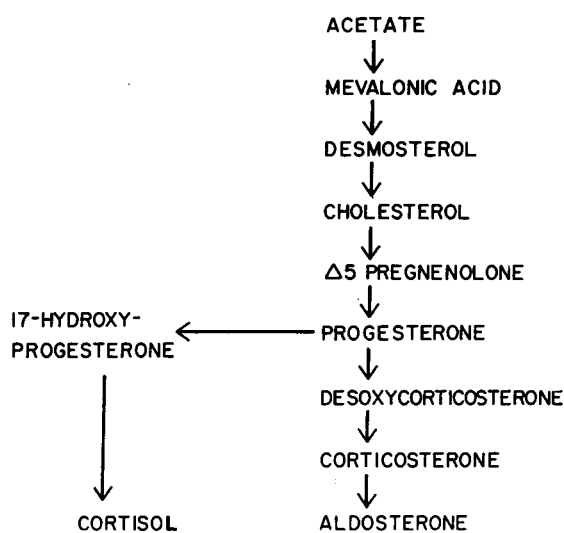 ACETATE
MEVALONIC ACID
DESMOSTEROL
CHOLESTEROL
Δ5 PREGNENOLONE
17-HYDROXY-
PROGESTERONE
PROGESTERONE
DESOXYCORTICOSTERONE
CORTICOSTERONE
CORTISOL
ALDOSTERONE